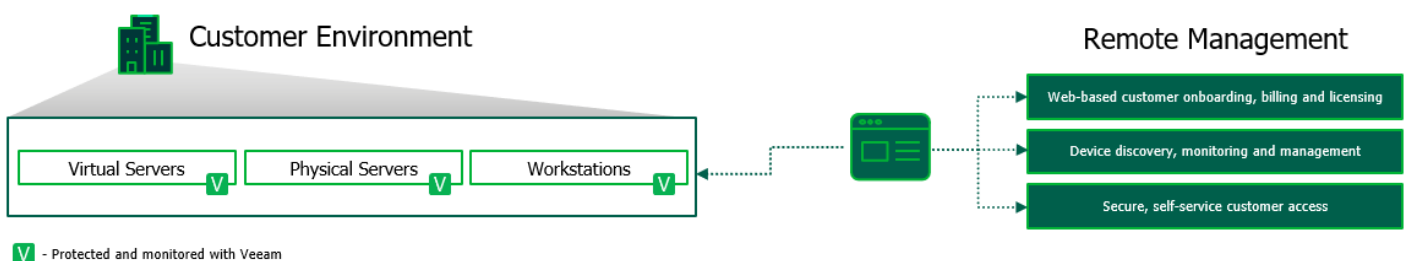 Customer Environment
Remote Management
Web-based customer onboarding, billing and licensing
Virtual Servers
V
Physical Servers
V
Workstations
V
Device discovery, monitoring and management
Secure, self-service customer access
V - Protected and monitored with Veeam